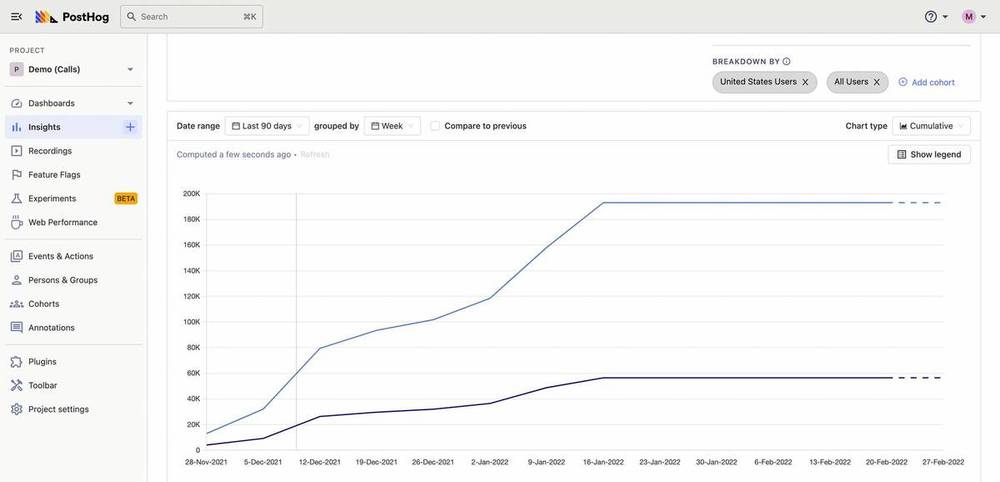 PostHog
Search ⌘K
M
PROJECT
P Demo (Calls)
Dashboards
Insights
Recordings
Feature Flags
Experiments BETA
Web Performance
Events & Actions
Persons & Groups
Cohorts
Annotations
Plugins
Toolbar
Project settings
BREAKDOWN BY
United States Users X All Users X Add cohort
Date range Last 90 days grouped by Week Compare to previous Chart type Cumulative
Computed a few seconds ago • Refresh
Show legend
200K
180K
160K
140K
120K
100K
80K
60K
40K
20K
0
28-Nov-2021 5-Dec-2021 12-Dec-2021 19-Dec-2021 26-Dec-2021 2-Jan-2022 9-Jan-2022 16-Jan-2022 23-Jan-2022 30-Jan-2022 6-Feb-2022 13-Feb-2022 20-Feb-2022 27-Feb-2022